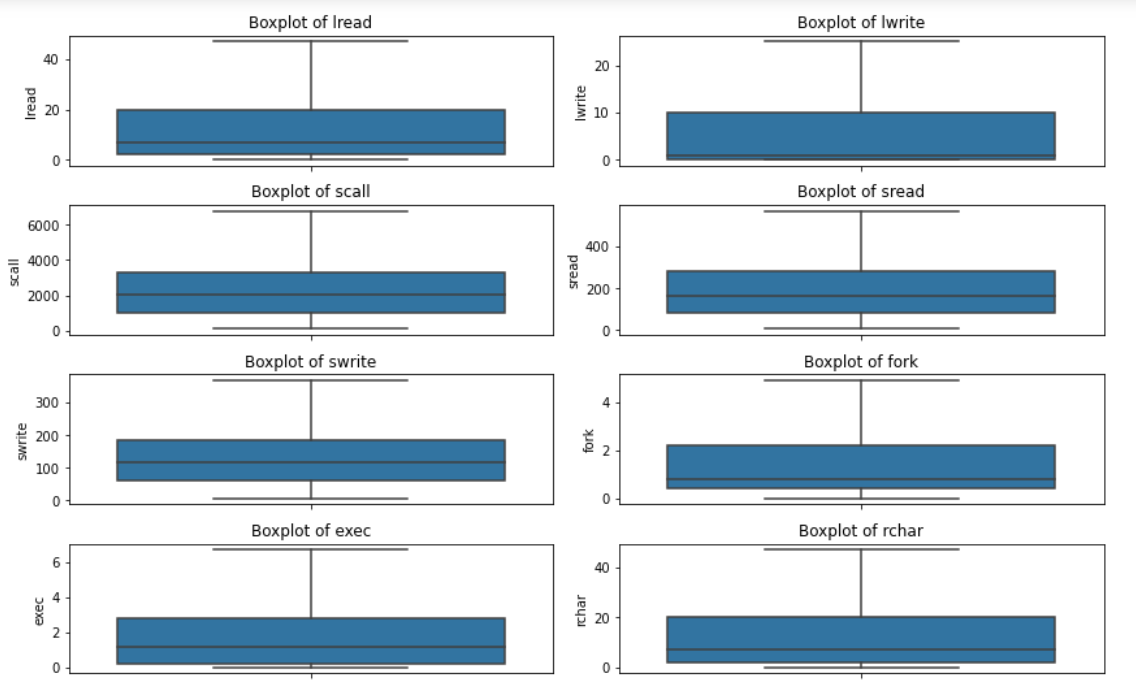 Boxplot of lread
40
20
0
lread
Boxplot of lwrite
20
10
0
lwrite
Boxplot of scall
6000
4000
2000
0
scall
Boxplot of sread
400
200
0
sread
Boxplot of swrite
300
200
100
0
swrite
Boxplot of fork
4
2
0
fork
Boxplot of exec
6
4
2
0
exec
Boxplot of rchar
40
20
0
rchar